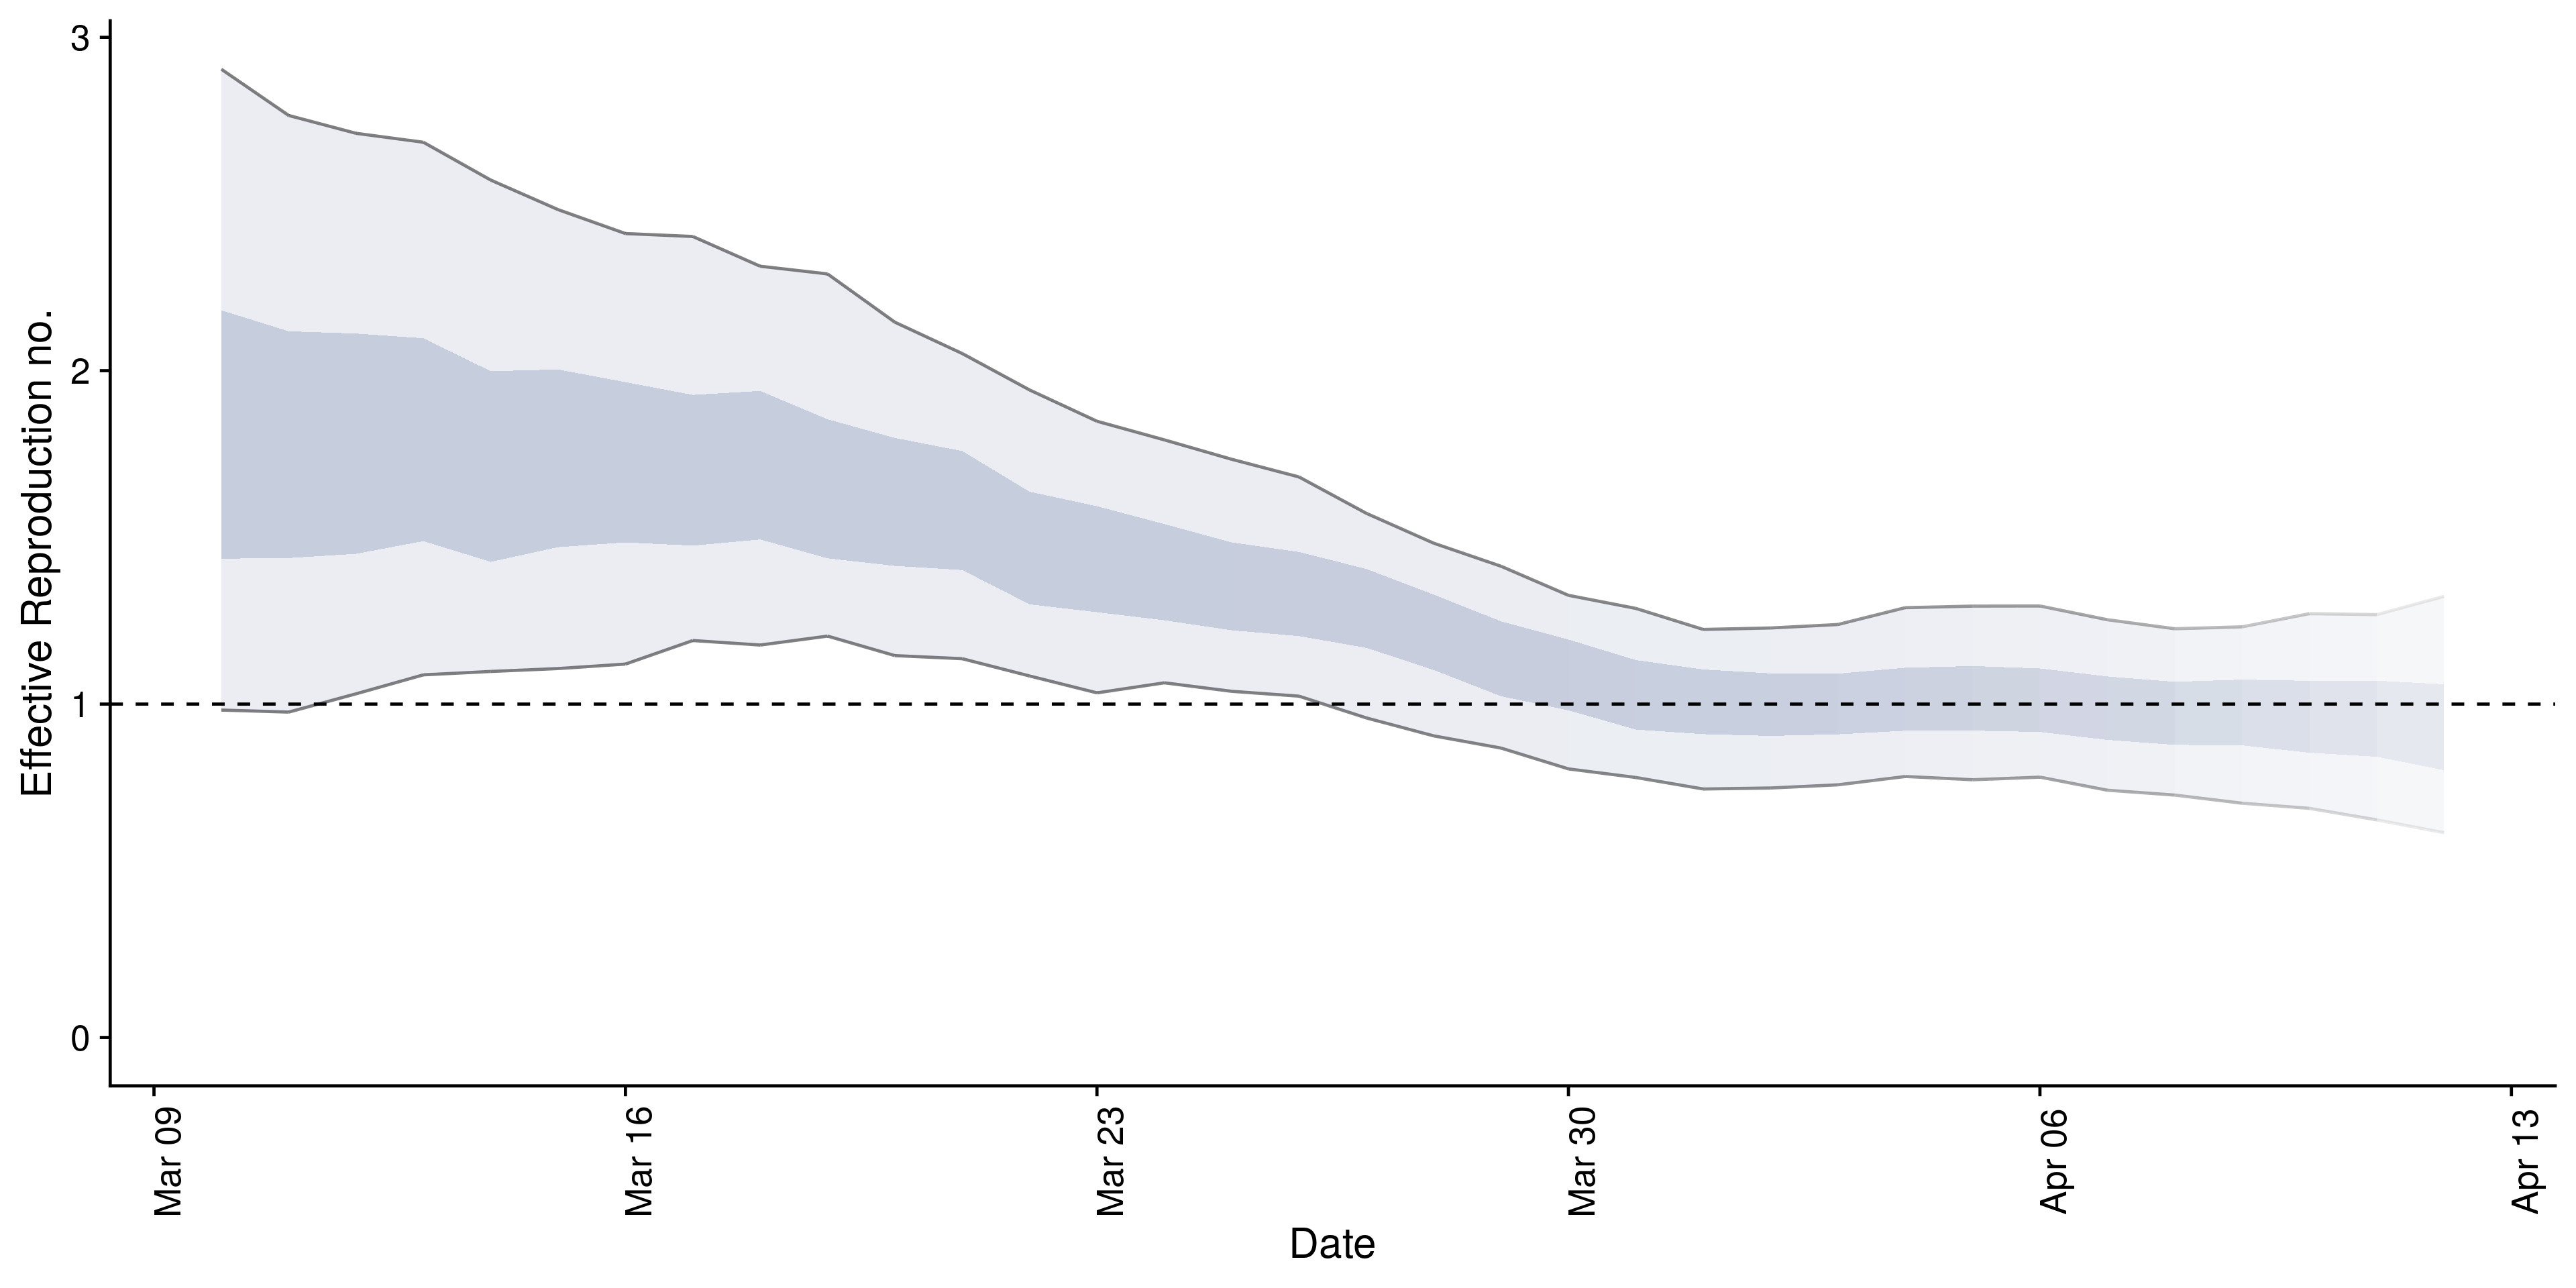 Effective Reproduction no.
3
2
1
0
Mar 09
Mar 16
Mar 23
Mar 30
Apr 06
Apr 13
Date